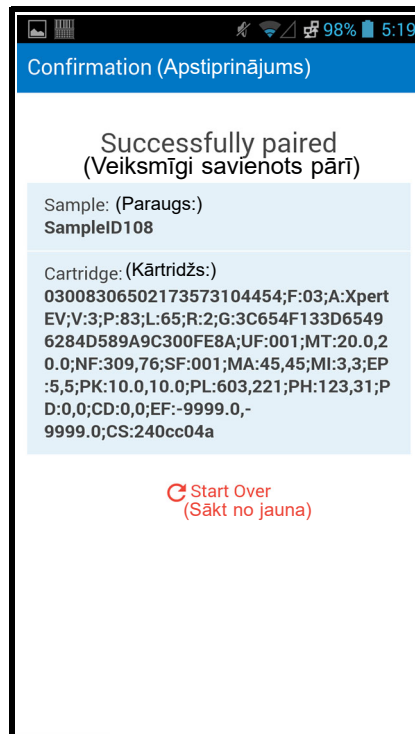 98% 5:19
Confirmation (Apstiprinājums)
Successfully paired
(Veiksmīgi savienots pārī)
Sample: (Paraugs:)
SampleID108
Cartridge: (Kārtridžs:)
03008306502173573104454;F:03;A:Xpert
EV;V:3;P:83;L:65;R:2;G:3C654F133D6549
6284D589A9C300FE8A;UF:001;MT:20.0,2
0.0;NF:309,76;SF:001;MA:45,45;MI:3,3;EP
:5,5;PK:10.0,10.0;PL:603,221;PH:123,31;P
D:0,0;CD:0,0;EF:-9999.0,-
9999.0;CS:240cc04a
Start Over
(Sākt no jauna)